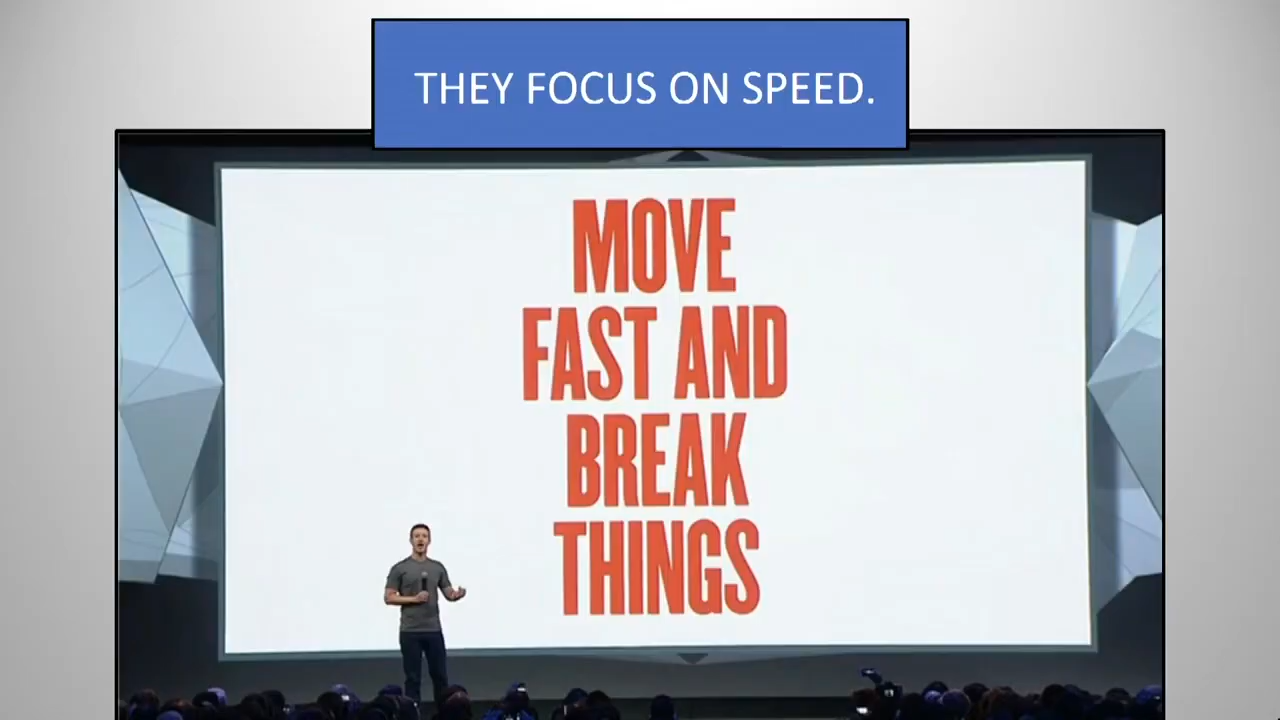 THEY FOCUS ON SPEED.
MOVE
FAST AND
BREAK
THINGS